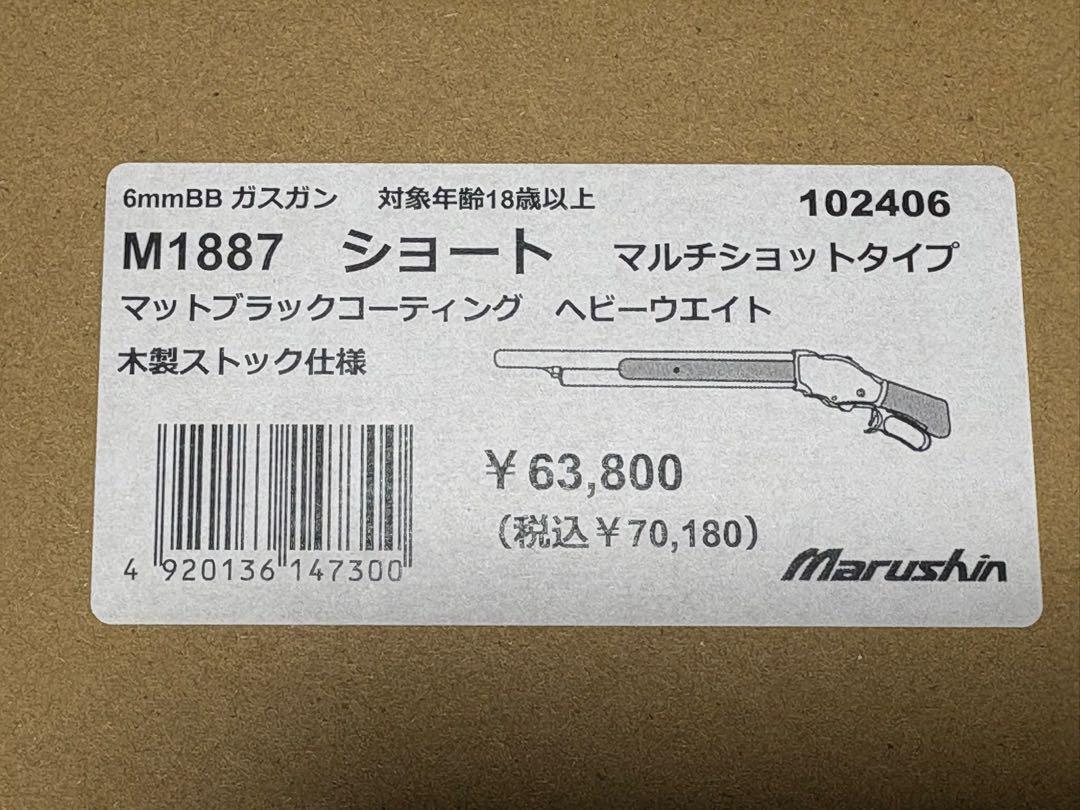 6mmBB ガスガン 対象年齢18歳以上 102406
M1887 ショート マルチショットタイプ
マットブラックコーティング ヘビーウエイト
木製ストック仕様
￥63,800
（税込￥70,180）
4 920136 147300
Marushin